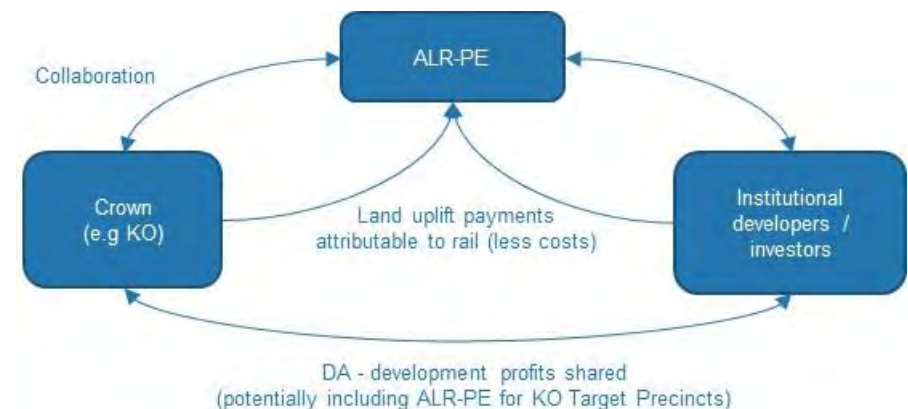 ALR-PE
Collaboration
Crown
(e.g KO)
Land uplift payments
attributable to rail (less costs)
Institutional
developers /
investors
DA - development profits shared
(potentially including ALR-PE for KO Target Precincts)